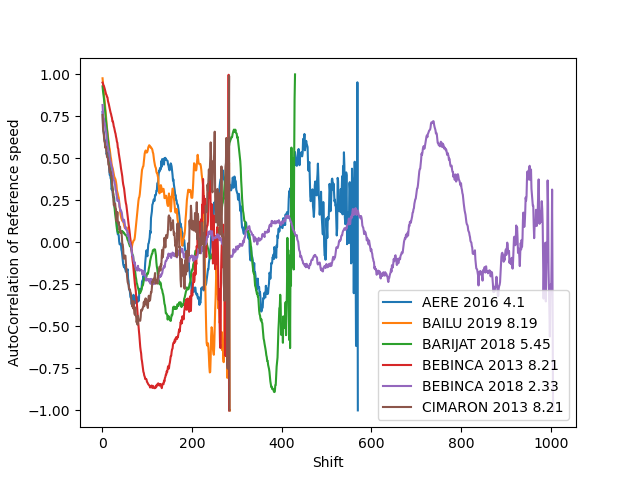 1.00
0.75
0.50
0.25
0.00
−0.25
−0.50
−0.75
−1.00
AutoCorrelation of Reference speed
0
200
400
600
800
1000
Shift
AERE 2016 4.1
BAILU 2019 8.19
BARIJAT 2018 5.45
BEBINCA 2013 8.21
BEBINCA 2018 2.33
CIMARON 2013 8.21